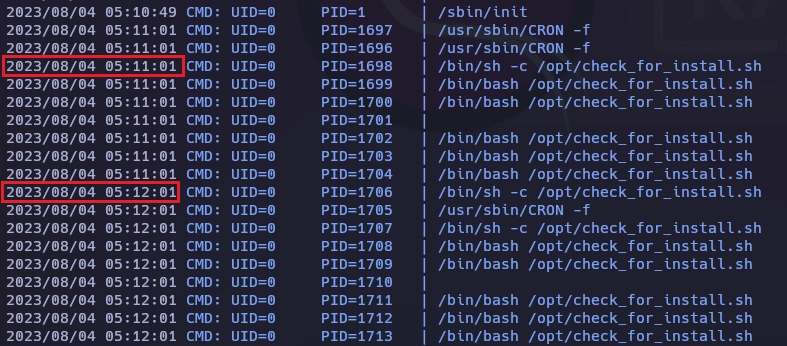 2023/08/04 05:10:49 CMD: UID=0 PID=1 | /sbin/init
2023/08/04 05:11:01 CMD: UID=0 PID=1697 | /usr/sbin/CRON -f
2023/08/04 05:11:01 CMD: UID=0 PID=1696 | /usr/sbin/CRON -f
2023/08/04 05:11:01 CMD: UID=0 PID=1698 | /bin/sh -c /opt/check_for_install.sh
2023/08/04 05:11:01 CMD: UID=0 PID=1699 | /bin/bash /opt/check_for_install.sh
2023/08/04 05:11:01 CMD: UID=0 PID=1700 | /bin/bash /opt/check_for_install.sh
2023/08/04 05:11:01 CMD: UID=0 PID=1701 |
2023/08/04 05:11:01 CMD: UID=0 PID=1702 | /bin/bash /opt/check_for_install.sh
2023/08/04 05:11:01 CMD: UID=0 PID=1703 | /bin/bash /opt/check_for_install.sh
2023/08/04 05:11:01 CMD: UID=0 PID=1704 | /bin/bash /opt/check_for_install.sh
2023/08/04 05:12:01 CMD: UID=0 PID=1706 | /bin/sh -c /opt/check_for_install.sh
2023/08/04 05:12:01 CMD: UID=0 PID=1705 | /usr/sbin/CRON -f
2023/08/04 05:12:01 CMD: UID=0 PID=1707 | /bin/sh -c /opt/check_for_install.sh
2023/08/04 05:12:01 CMD: UID=0 PID=1708 | /bin/bash /opt/check_for_install.sh
2023/08/04 05:12:01 CMD: UID=0 PID=1709 | /bin/bash /opt/check_for_install.sh
2023/08/04 05:12:01 CMD: UID=0 PID=1710 |
2023/08/04 05:12:01 CMD: UID=0 PID=1711 | /bin/bash /opt/check_for_install.sh
2023/08/04 05:12:01 CMD: UID=0 PID=1712 | /bin/bash /opt/check_for_install.sh
2023/08/04 05:12:01 CMD: UID=0 PID=1713 | /bin/bash /opt/check_for_install.sh